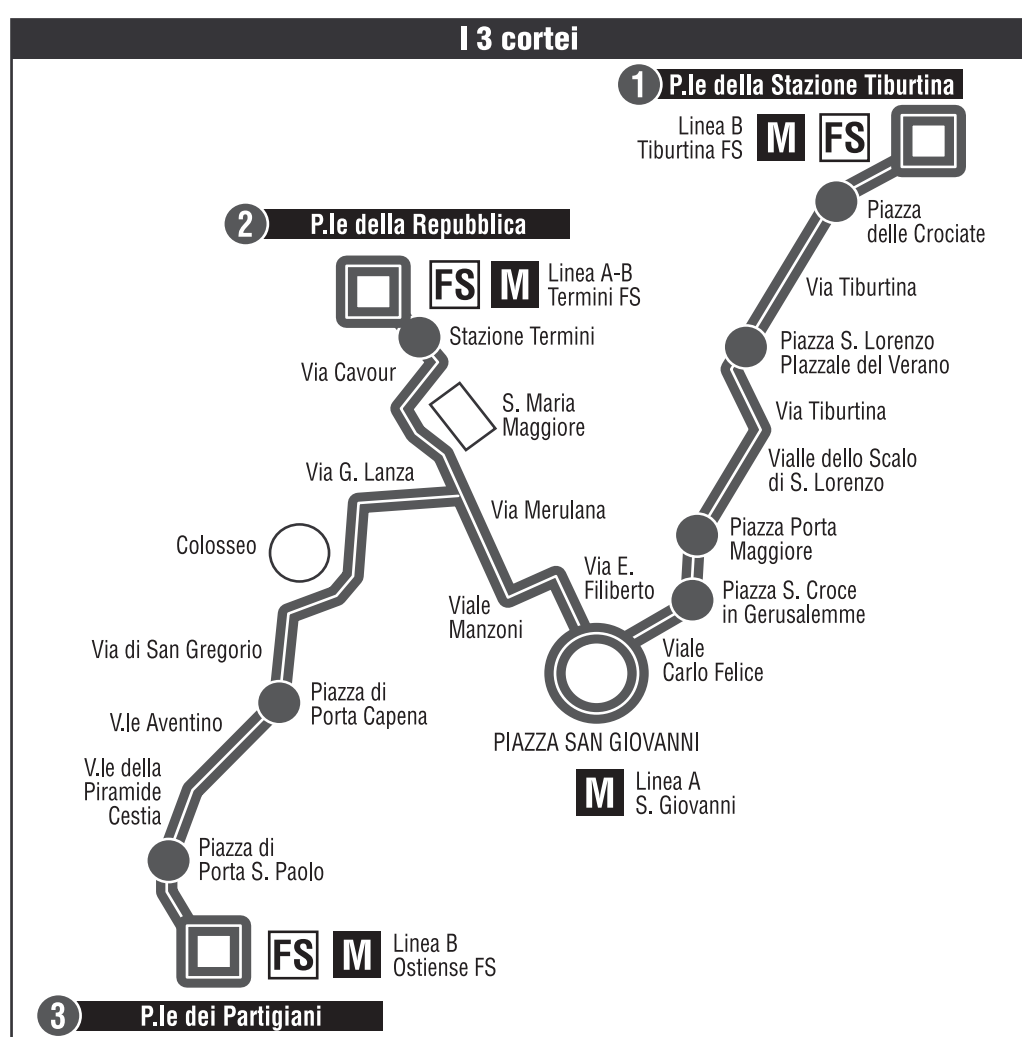 I 3 cortei
1 P.le della Stazione Tiburtina
Linea B
Tiburtina FS
M FS
Piazza
delle Crociate
Via Tiburtina
Piazza S. Lorenzo
Plazzale del Verano
Via Tiburtina
Vialle dello Scalo
di S. Lorenzo
Piazza Porta
Maggiore
Piazza S. Croce
in Gerusalemme
Viale
Carlo Felice
2 P.le della Repubblica
FS M
Linea A-B
Termini FS
Stazione Termini
Via Cavour
S. Maria
Maggiore
Via G. Lanza
Via Merulana
Colosseo
Via E.
Filiberto
Viale
Manzoni
Via di San Gregorio
Piazza di
Porta Capena
V.le Aventino
PIAZZA SAN GIOVANNI
M
Linea A
S. Giovanni
V.le della
Piramide
Cestia
Piazza di
Porta S. Paolo
FS M
Linea B
Ostiense FS
3 P.le dei Partigiani